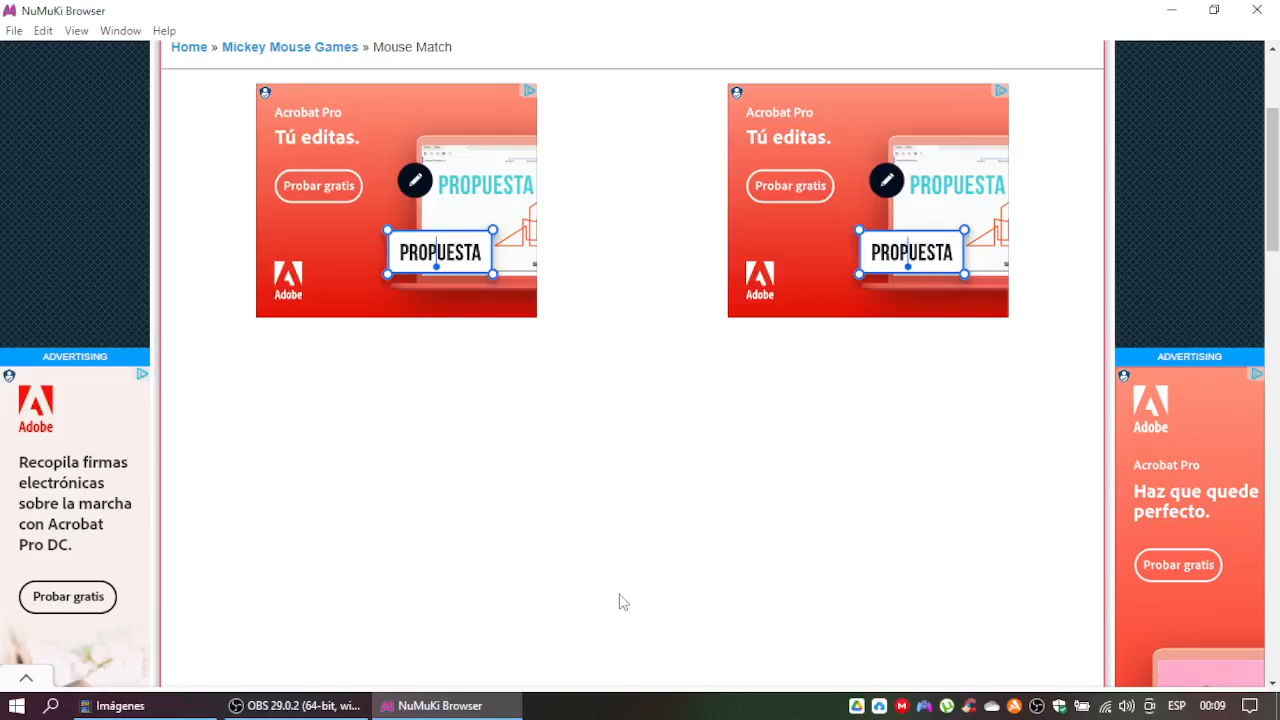 NuMuKi Browser
File Edit View Window Help
Home » Mickey Mouse Games » Mouse Match
Acrobat Pro
Tú editas.
Probar gratis
PROPUESTA
PROPUESTA
Adobe
Acrobat Pro
Tú editas.
Probar gratis
PROPUESTA
PROPUESTA
Adobe
ADVERTISING
Adobe
Recopila firmas
electrónicas
sobre la marcha
con Acrobat
Pro DC.
Probar gratis
ADVERTISING
Adobe
Acrobat Pro
Haz que quede
perfecto.
Probar gratis
Imágenes
OBS 29.0.2 (64-bit, wi...
NuMuKi Browser
ESP
00:09